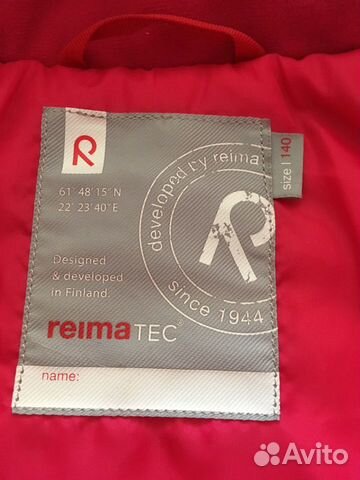 R
61° 48' 15" N
22° 23' 40" E
Designed
& developed
in Finland.
reimaTEC®
name:
developed by reima
R
since 1944
size | 140
Avito